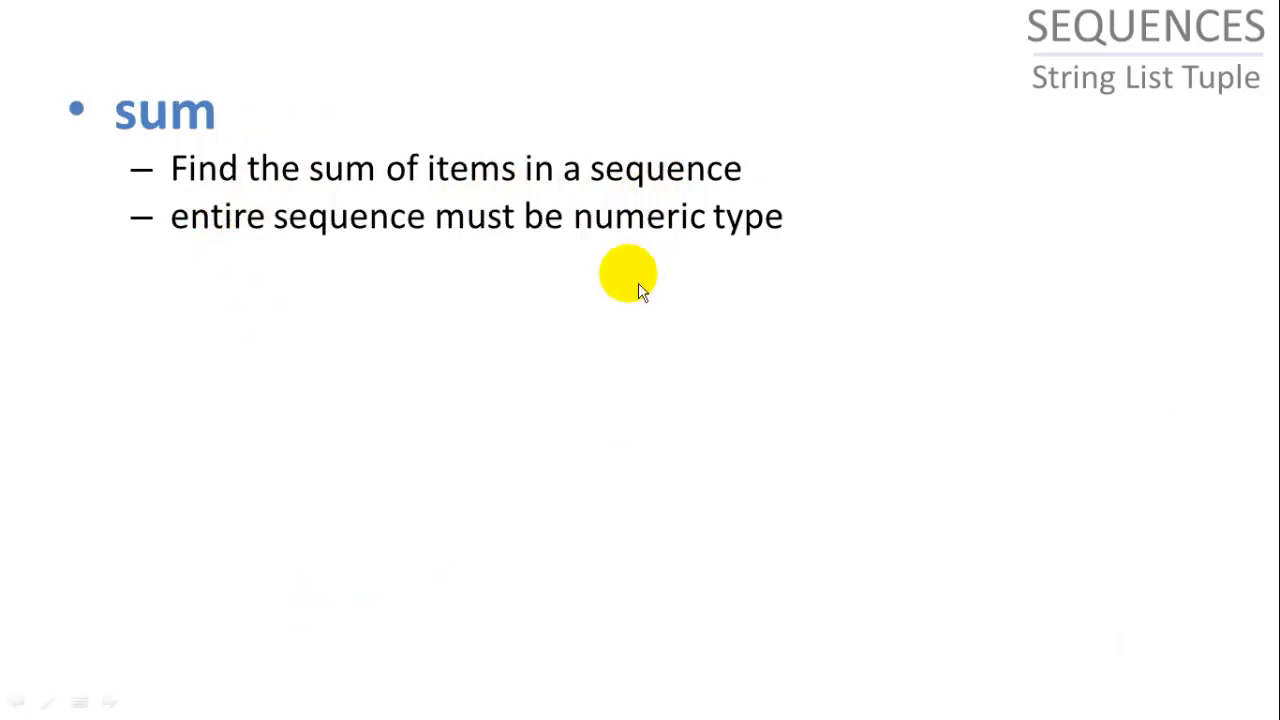 SEQUENCES
String List Tuple
• sum
– Find the sum of items in a sequence
– entire sequence must be numeric type